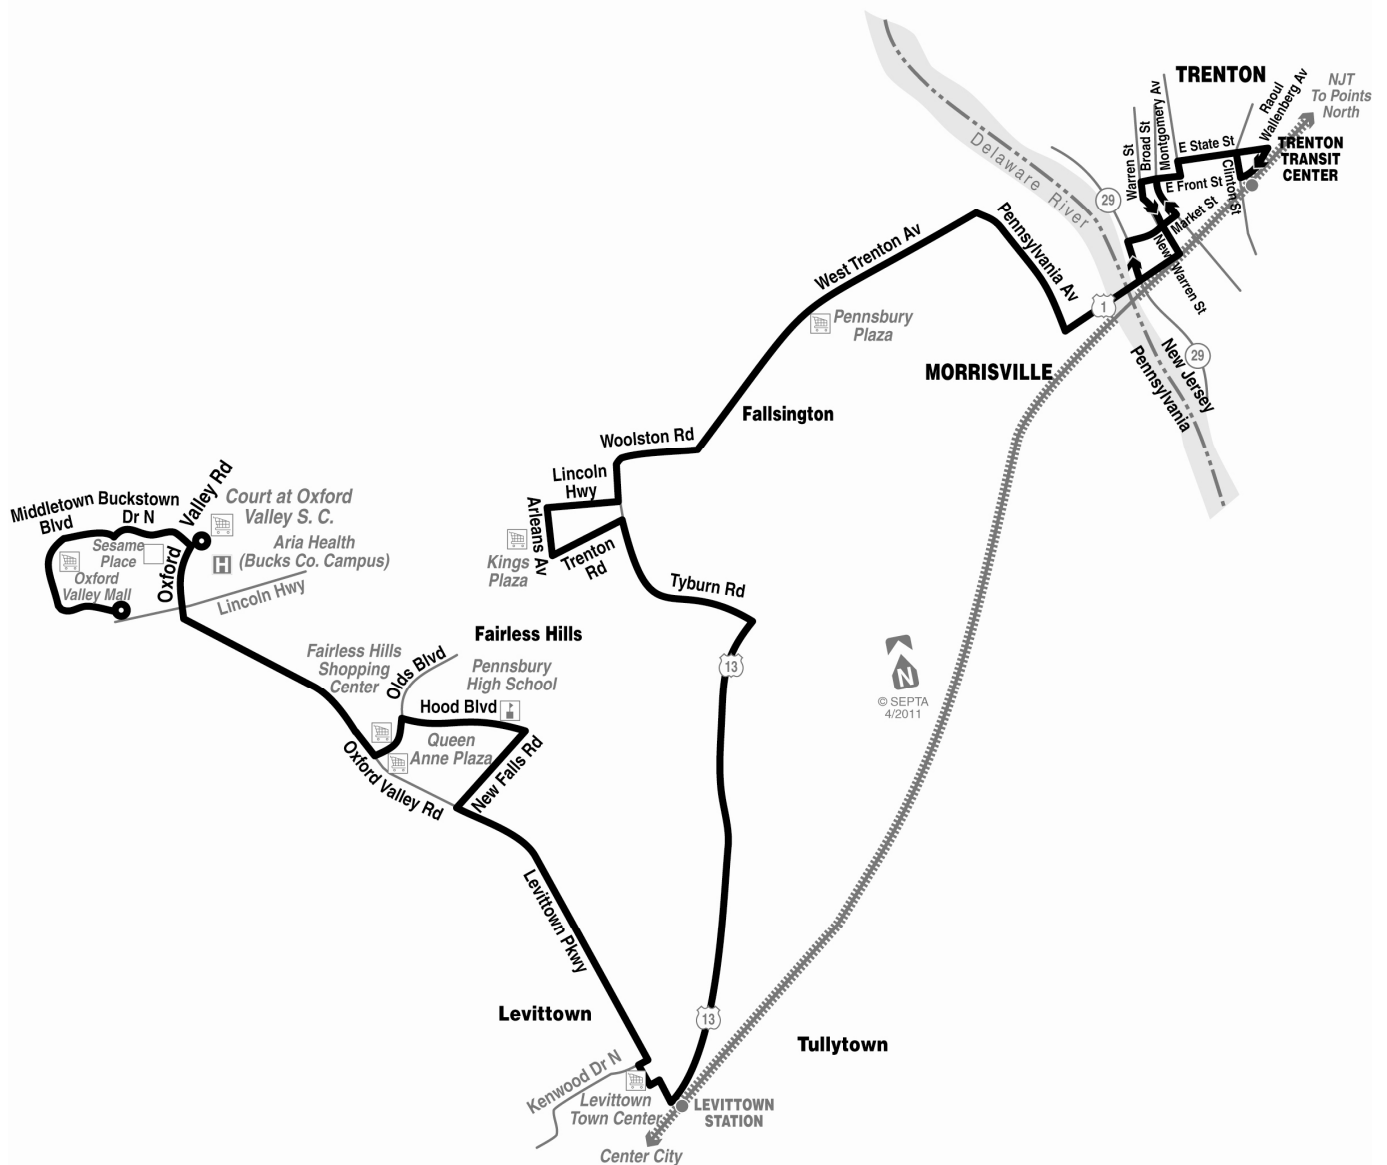 TRENTON
NJT
To Points
North
Raoul
Wallenberg Av
Montgomery Av
Broad St
Warren St
E State St
TRENTON
TRANSIT
CENTER
E Front St
Clinton St
Market St
New Warren St
Delaware River
29
Pennsylvania Av
West Trenton Av
1
Pennsbury
Plaza
29
New Jersey
Pennsylvania
MORRISVILLE
Fallsington
Woolston Rd
Lincoln
Hwy
Arleans Av
Kings
Plaza
Trenton
Rd
Tyburn Rd
Valley Rd
Middletown
Blvd
Buckstown
Dr N
Court at Oxford
Valley S. C.
Sesame
Place
Oxford
Aria Health
(Bucks Co. Campus)
H
Oxford
Valley Mall
Lincoln Hwy
Fairless Hills
Fairless Hills
Shopping
Center
Olds Blvd
Pennsbury
High School
13
N
© SEPTA
4/2011
Hood Blvd
Queen
Anne Plaza
New Falls Rd
Oxford Valley Rd
Levittown Pkwy
Levittown
13
Tullytown
Kenwood Dr N
Levittown
Town Center
LEVITTOWN
STATION
Center City